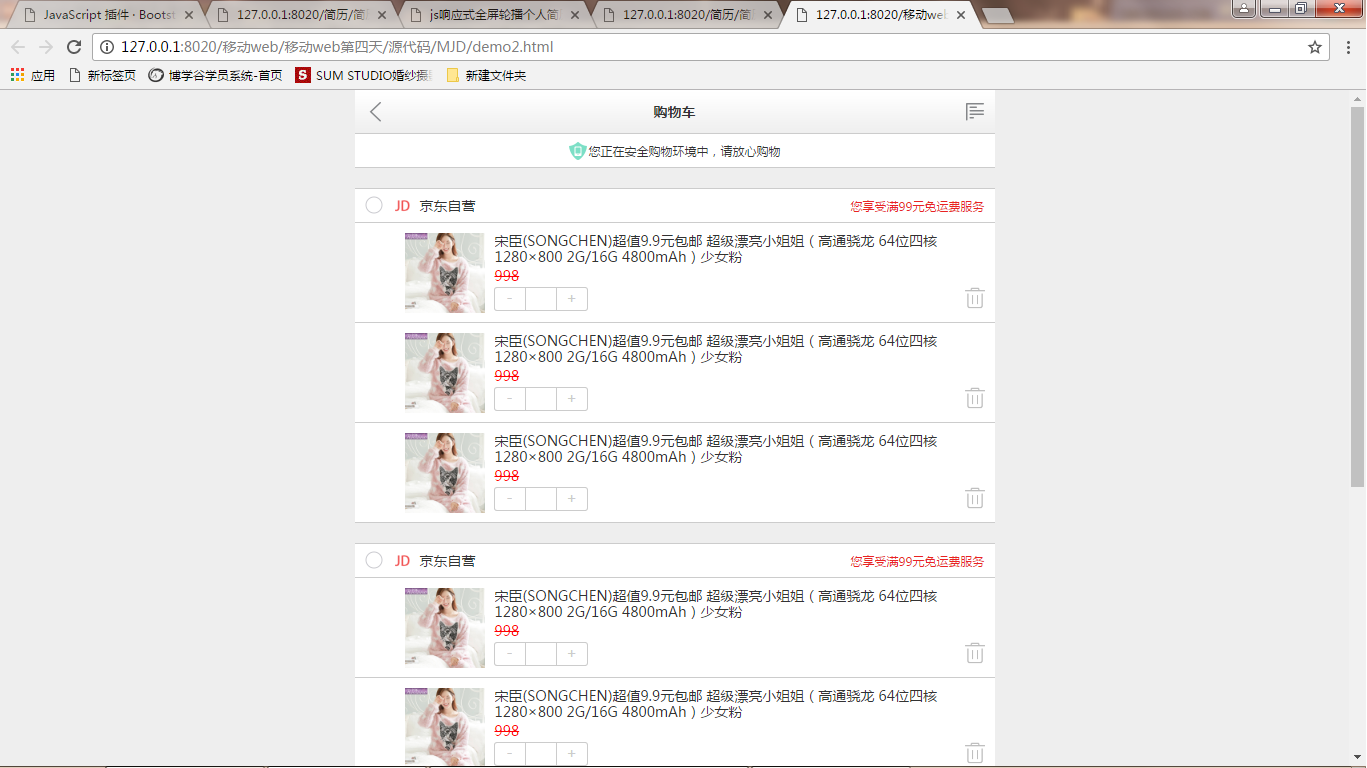 JavaScript 插件 · Bootst
127.0.0.1:8020/简历/简
js响应式全屏轮播个人简
127.0.0.1:8020/简历/简
127.0.0.1:8020/移动web
127.0.0.1:8020/移动web/移动web第四天/源代码/MJD/demo2.html
应用 新标签页 博学谷学员系统-首页 SUM STUDIO婚纱摄 新建文件夹
购物车
您正在安全购物环境中，请放心购物
JD 京东自营 您享受满99元免运费服务
宋臣(SONGCHEN)超值9.9元包邮 超级漂亮小姐姐（高通骁龙 64位四核
1280×800 2G/16G 4800mAh）少女粉
998
- +
宋臣(SONGCHEN)超值9.9元包邮 超级漂亮小姐姐（高通骁龙 64位四核
1280×800 2G/16G 4800mAh）少女粉
998
- +
宋臣(SONGCHEN)超值9.9元包邮 超级漂亮小姐姐（高通骁龙 64位四核
1280×800 2G/16G 4800mAh）少女粉
998
- +
JD 京东自营 您享受满99元免运费服务
宋臣(SONGCHEN)超值9.9元包邮 超级漂亮小姐姐（高通骁龙 64位四核
1280×800 2G/16G 4800mAh）少女粉
998
- +
宋臣(SONGCHEN)超值9.9元包邮 超级漂亮小姐姐（高通骁龙 64位四核
1280×800 2G/16G 4800mAh）少女粉
998
- +